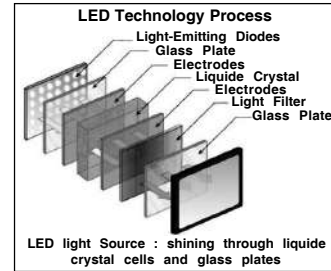 LED Technology Process
Light-Emitting Diodes
Glass Plate
Electrodes
Liquide Crystal
Electrodes
Light Filter
Glass Plate
LED light Source : shining through liquide
crystal cells and glass plates